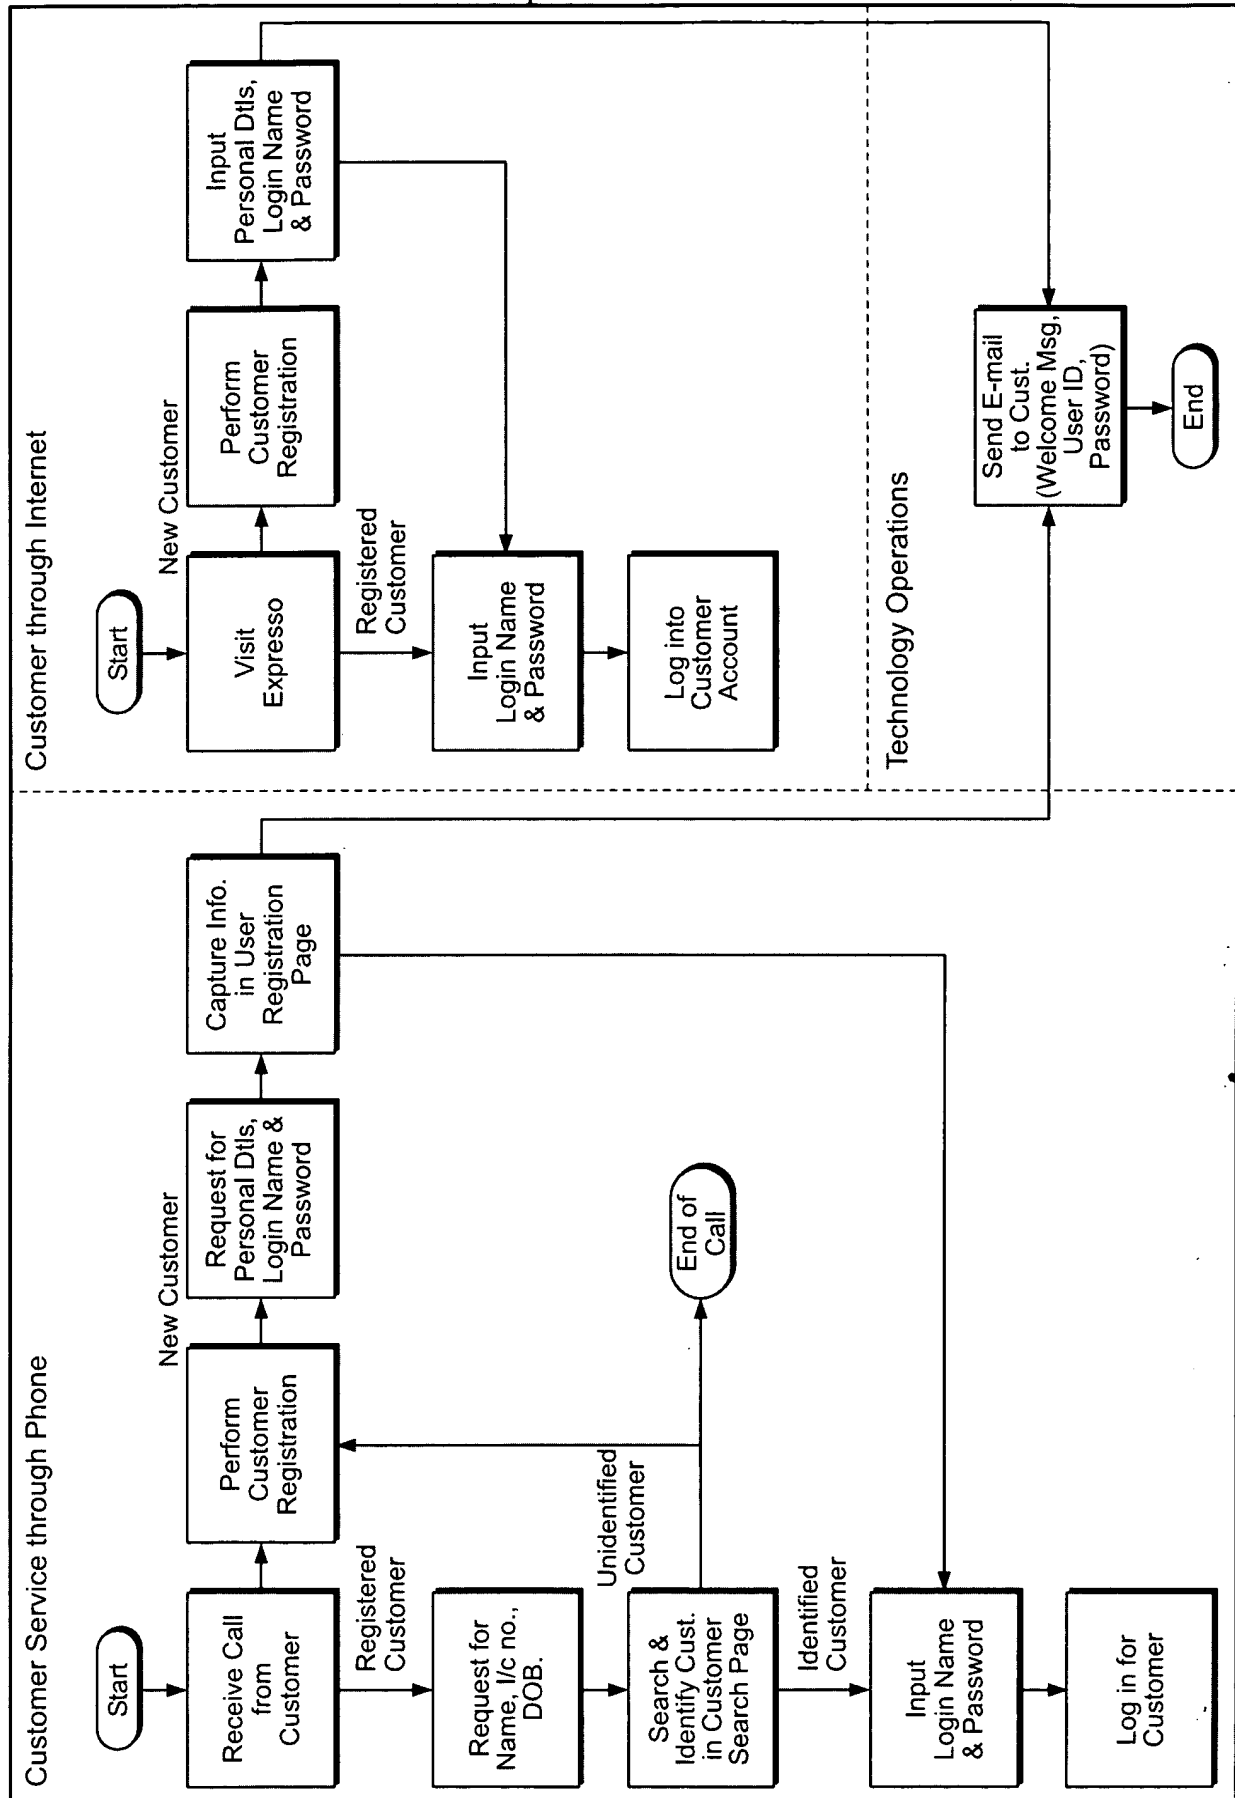 Customer Service through Phone
Start
Receive Call
from
Customer
Registered
Customer
Request for
Name, I/c no.,
DOB.
Search &
Identify Cust.
in Customer
Search Page
Identified
Customer
Input
Login Name
& Password
Log in for
Customer
Unidentified
Customer
End of
Call
Perform
Customer
Registration
New Customer
Request for
Personal Dtls,
Login Name &
Password
Capture Info.
in User
Registration
Page
Customer through Internet
Start
Visit
Expresso
New Customer
Perform
Customer
Registration
Input
Personal Dtls,
Login Name
& Password
Registered
Customer
Input
Login Name
& Password
Log into
Customer
Account
Technology Operations
Send E-mail
to Cust.
(Welcome Msg,
User ID,
Password)
End